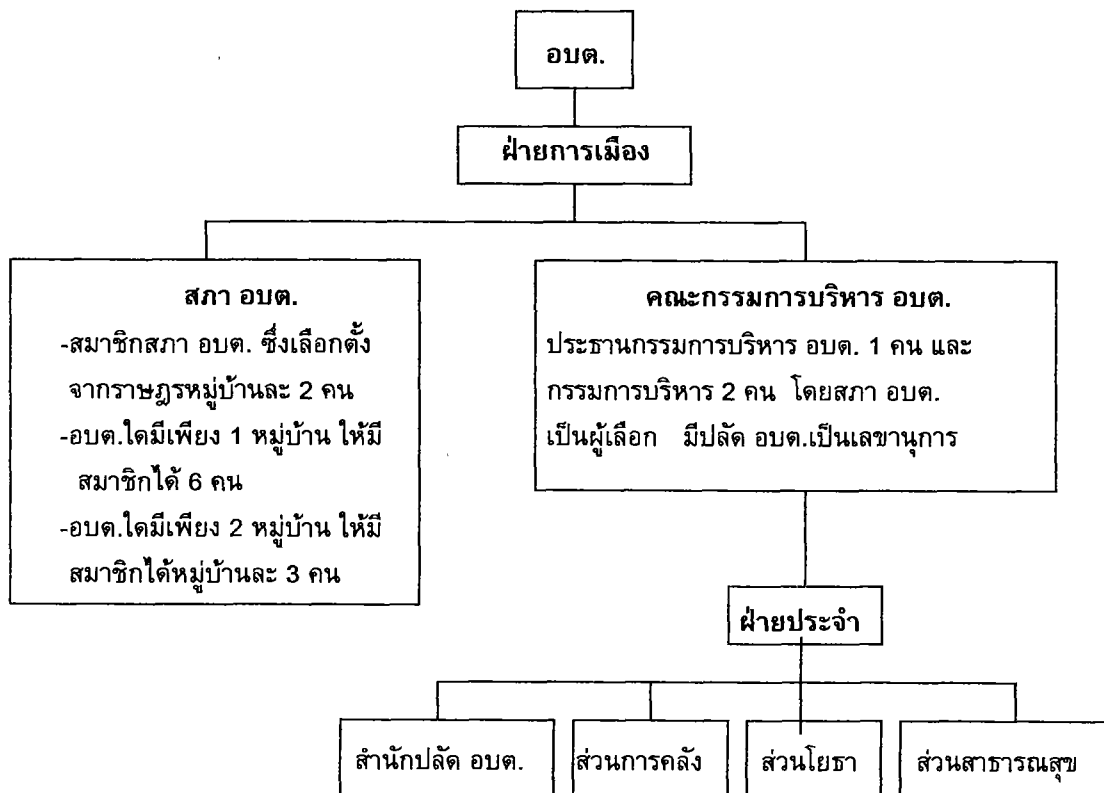 อบต.
ฝ่ายการเมือง
สภา อบต.
-สมาชิกสภา อบต. ซึ่งเลือกตั้ง
จากราษฎรหมู่บ้านละ 2 คน
-อบต.ใดมีเพียง 1 หมู่บ้าน ให้มี
สมาชิกได้ 6 คน
-อบต.ใดมีเพียง 2 หมู่บ้าน ให้มี
สมาชิกได้หมู่บ้านละ 3 คน
คณะกรรมการบริหาร อบต.
ประธานกรรมการบริหาร อบต. 1 คน และ
กรรมการบริหาร 2 คน โดยสภา อบต.
เป็นผู้เลือก มีปลัด อบต.เป็นเลขานุการ
ฝ่ายประจำ
สำนักปลัด อบต.
ส่วนการคลัง
ส่วนโยธา
ส่วนสาธารณสุข